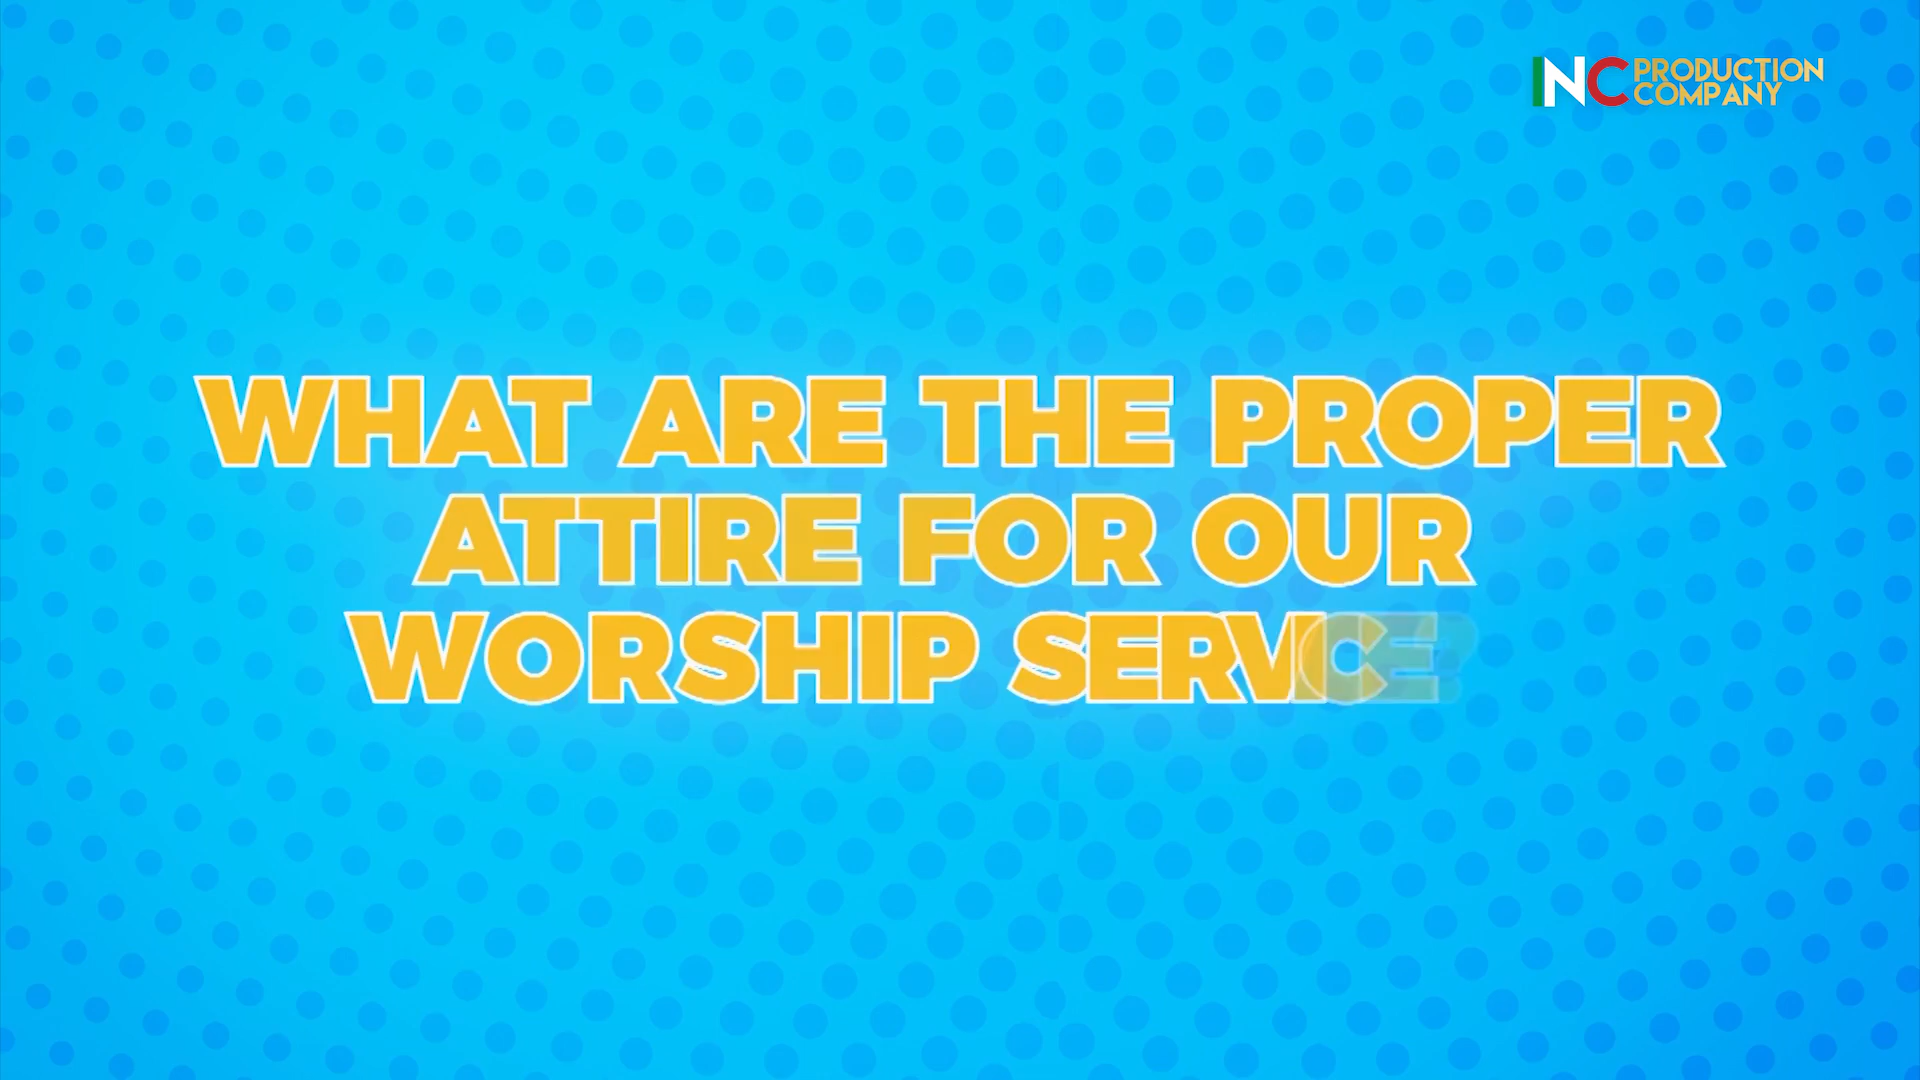 INC PRODUCTION
COMPANY
WHAT ARE THE PROPER
ATTIRE FOR OUR
WORSHIP SERVICE?